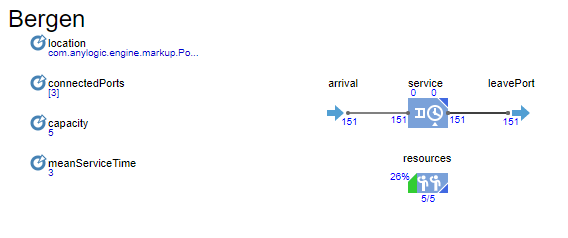 Bergen
location
com.anylogic.engine.markup.Po...
connectedPorts
[3]
capacity
5
meanServiceTime
3
arrival service leavePort
0 0
151 151 151 151
resources
26%
5/5